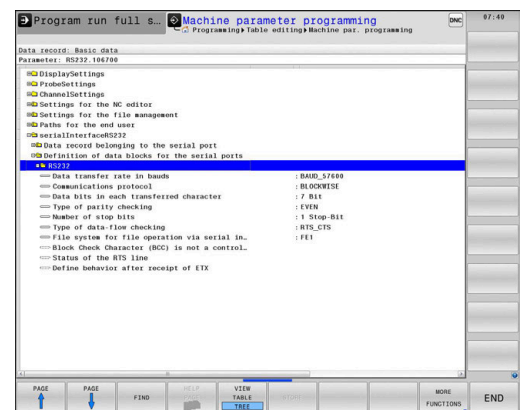 Program run full s…
Machine parameter programming
Programming▸Table editing▸Machine par. programming
DNC
07:40
Data record: Basic data
Parameter: RS232.106700
DisplaySettings
ProbeSettings
ChannelSettings
Settings for the NC editor
Settings for the file management
Paths for the end user
serialInterfaceRS232
Data record belonging to the serial port
Definition of data blocks for the serial ports
RS232
Data transfer rate in bauds : BAUD_57600
Communications protocol : BLOCKWISE
Data bits in each transferred character : 7 Bit
Type of parity checking : EVEN
Number of stop bits : 1 Stop-Bit
Type of data-flow checking : RTS_CTS
File system for file operation via serial in… : FE1
Block Check Character (BCC) is not a control…
Status of the RTS line
Define behavior after receipt of ETX
PAGE
PAGE
FIND
HELP
VIEW
TABLE
TREE
MORE
FUNCTIONS
END